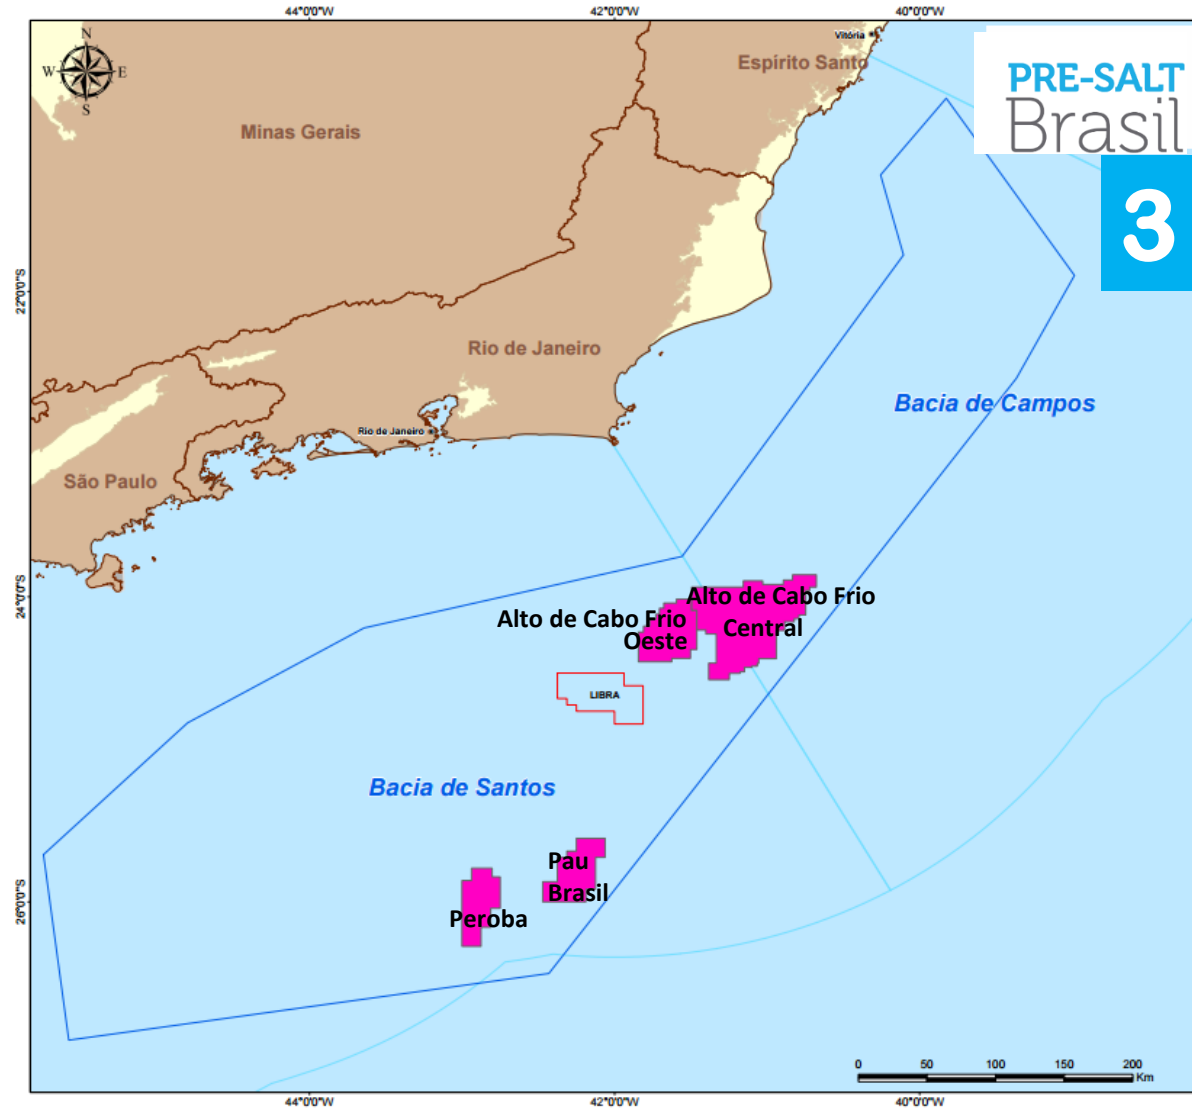 44°0'0"W
42°0'0"W
40°0'0"W
N
W
E
S
Vitória
Espírito Santo
PRE-SALT
Brasil
3
Minas Gerais
22°0'0"S
Rio de Janeiro
Bacia de Campos
Rio de Janeiro
São Paulo
24°0'0"S
Alto de Cabo Frio
Central
Alto de Cabo Frio
Oeste
LIBRA
Bacia de Santos
Pau
Brasil
26°0'0"S
Peroba
0 50 100 150 200
Km
44°0'0"W
42°0'0"W
40°0'0"W